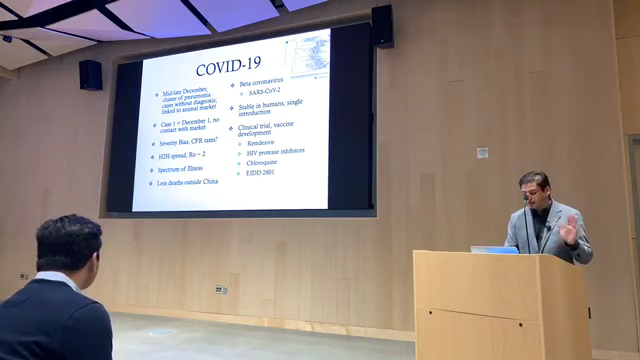 COVID-19
Mid-late December,
cluster of pneumonia
cases without diagnosis;
linked to animal market
Case 1 = December 1, no
contact with market
Severity Bias, CFR rates?
H2H spread, Ro ~ 2
Spectrum of Illness
Less deaths outside China
Beta coronavirus
SARS-CoV-2
Stable in humans, single
introduction
Clinical trial, vaccine
development
Remdesivir
HIV protease inhibitors
Chloroquine
EIDD 2801